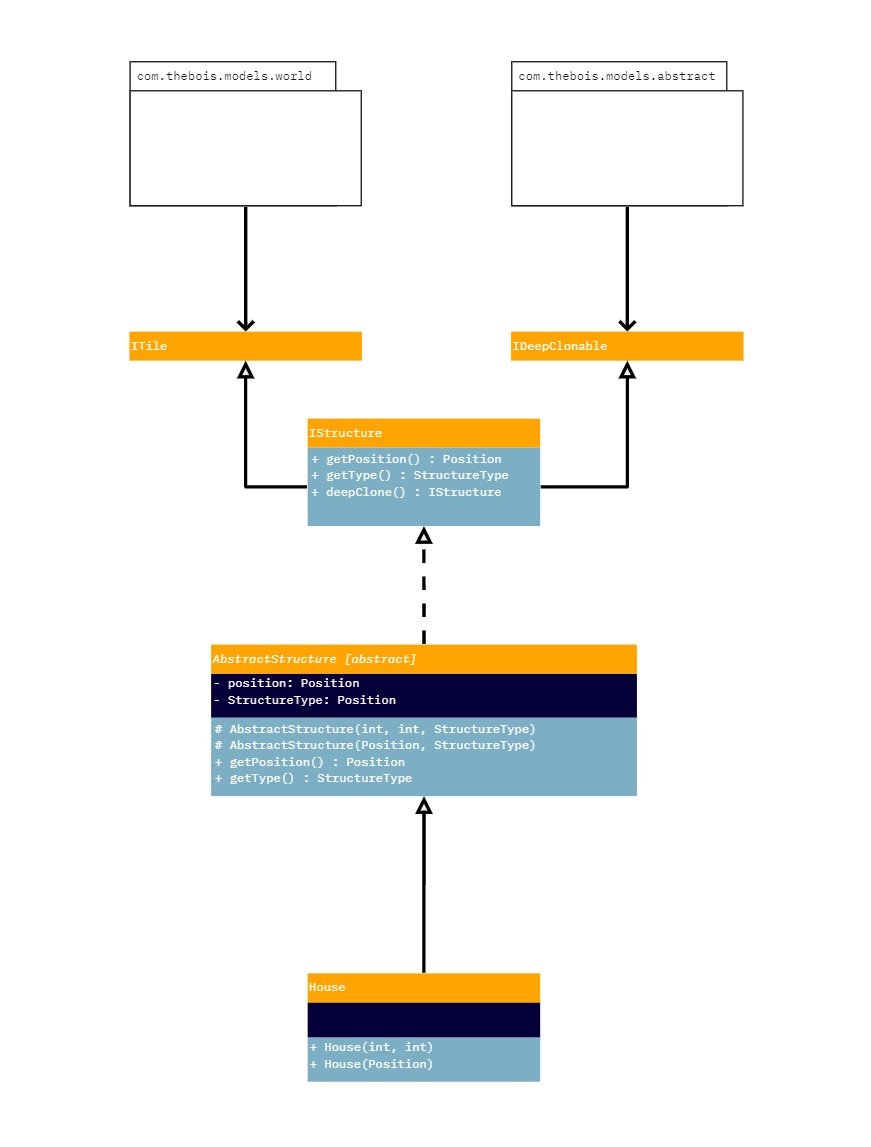 com.thebois.models.world
com.thebois.models.abstract
ITile
IDeepClonable
IStructure
+ getPosition() : Position
+ getType() : StructureType
+ deepClone() : IStructure
AbstractStructure [abstract]
- position: Position
- StructureType: Position
# AbstractStructure(int, int, StructureType)
# AbstractStructure(Position, StructureType)
+ getPosition() : Position
+ getType() : StructureType
House
+ House(int, int)
+ House(Position)